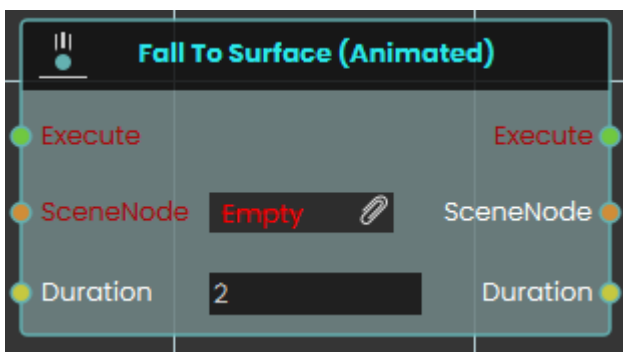 Fall To Surface (Animated)
Execute Execute
SceneNode Empty SceneNode
Duration 2 Duration